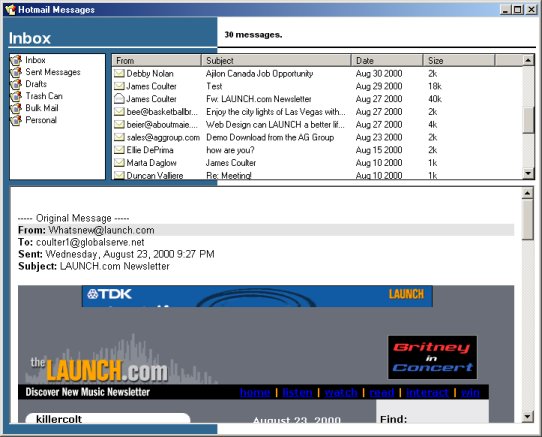 Hotmail Messages
Inbox
30 messages.
Inbox
Sent Messages
Drafts
Trash Can
Bulk Mail
Personal
From Subject Date Size
Debby Nolan Ajilon Canada Job Opportunity Aug 30 2000 2k
James Coulter Test Aug 29 2000 18k
James Coulter Fw: LAUNCH.com Newsletter Aug 27 2000 40k
bee@basketballbr... Enjoy the city lights of Las Vegas with... Aug 27 2000 4k
beier@aboutmaie.... Web Design can LAUNCH a better life... Aug 27 2000 4k
sales@aggroup.com Demo Download from the AG Group Aug 23 2000 2k
Ellie DePrima how are you? Aug 15 2000 2k
Marta Daglow James Coulter Aug 10 2000 1k
Duncan Valliere Re: Meeting! Aug 10 2000 1k
----- Original Message -----
From: Whatsnew@launch.com
To: coulter1@globalserve.net
Sent: Wednesday, August 23, 2000 9:27 PM
Subject: LAUNCH.com Newsletter
TDK LAUNCH
the
LAUNCH.com
Britney
in
Concert
Discover New Music Newsletter
home | listen | watch | read | interact | win
killercolt August 23, 2000 Find: